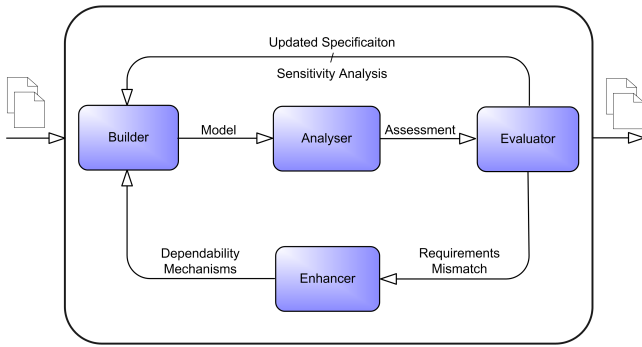 Updated Specificaiton
Sensitivity Analysis
Builder
Model
Analyser
Assessment
Evaluator
Dependability
Mechanisms
Enhancer
Requirements
Mismatch